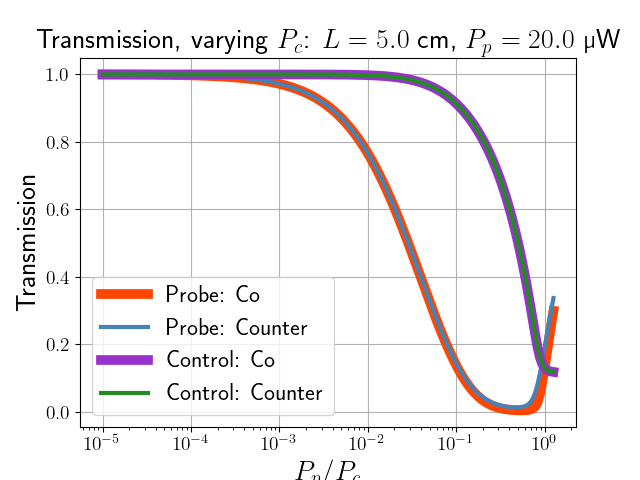 Transmission, varying $P_c$: $L = 5.0$ cm, $P_p = 20.0$ µW
Transmission
1.0
0.8
0.6
0.4
0.2
0.0
Probe: Co
Probe: Counter
Control: Co
Control: Counter
$10^{-5}$ $10^{-4}$ $10^{-3}$ $10^{-2}$ $10^{-1}$ $10^{0}$
$P_p/P_c$